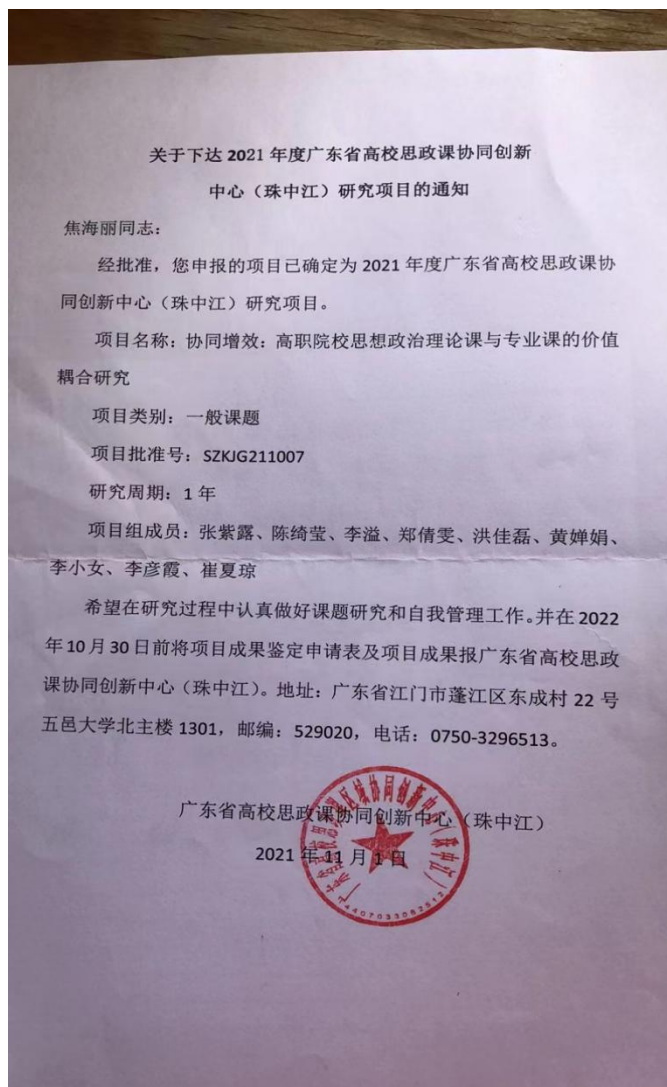 关于下达 2021 年度广东省高校思政课协同创新
中心（珠中江）研究项目的通知
焦海丽同志：
经批准，您申报的项目已确定为 2021 年度广东省高校思政课协
同创新中心（珠中江）研究项目。
项目名称：协同增效：高职院校思想政治理论课与专业课的价值
耦合研究
项目类别：一般课题
项目批准号：SZKJG211007
研究周期：1 年
项目组成员：张紫露、陈绮莹、李溢、郑倩雯、洪佳磊、黄婵娟、
李小女、李彦霞、崔夏琼
希望在研究过程中认真做好课题研究和自我管理工作。并在 2022
年 10 月 30 日前将项目成果鉴定申请表及项目成果报广东省高校思政
课协同创新中心（珠中江）。地址：广东省江门市蓬江区东成村 22 号
五邑大学北主楼 1301，邮编：529020，电话：0750-3296513。
广东省高校思政课协同创新中心（珠中江）
2021 年 11 月 1 日